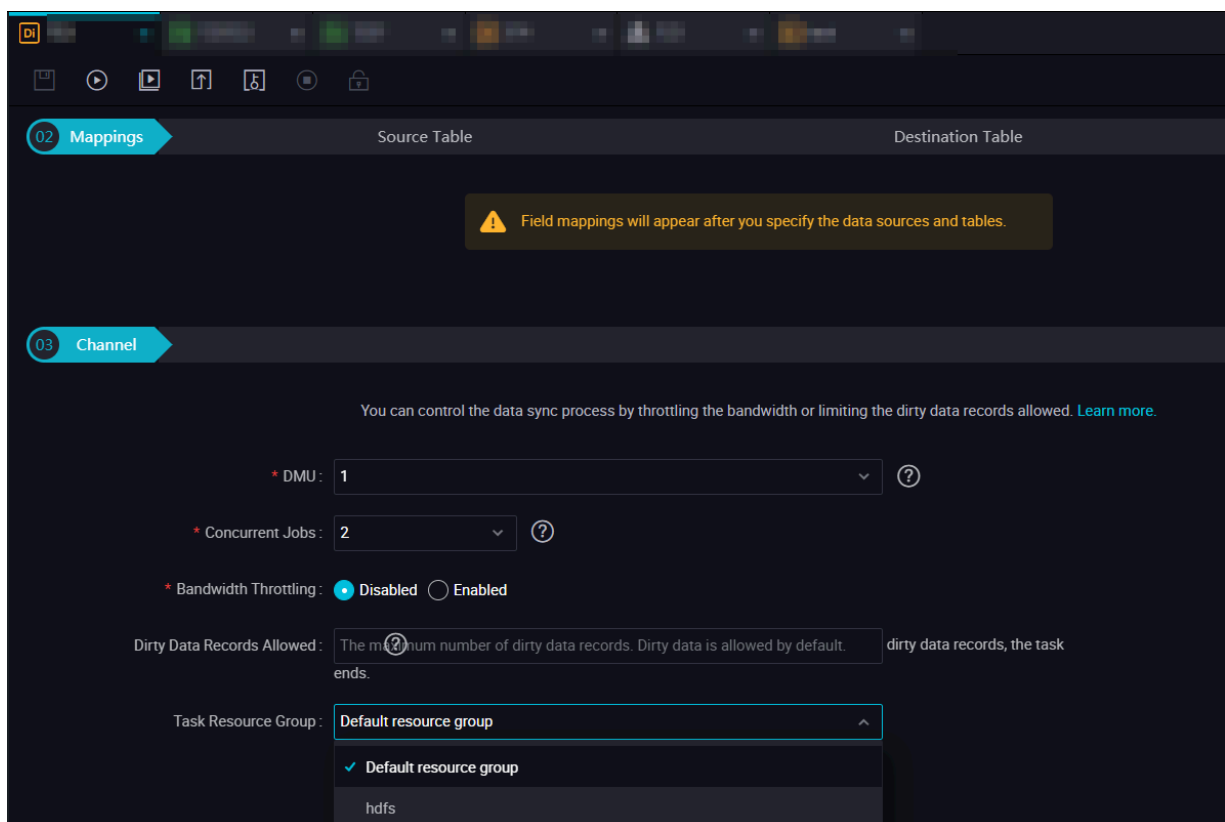 Di
02 Mappings Source Table Destination Table
Field mappings will appear after you specify the data sources and tables.
03 Channel
You can control the data sync process by throttling the bandwidth or limiting the dirty data records allowed. Learn more.
* DMU : 1
* Concurrent Jobs : 2
* Bandwidth Throttling : Disabled Enabled
Dirty Data Records Allowed : The maximum number of dirty data records. Dirty data is allowed by default. dirty data records, the task
ends.
Task Resource Group : Default resource group
Default resource group
hdfs